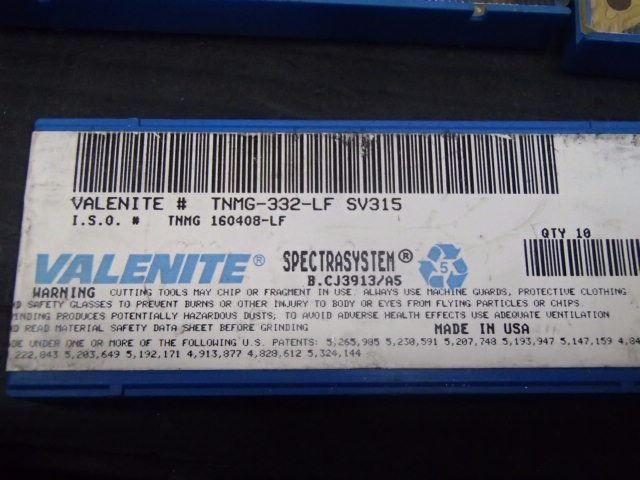 VALENITE # TNMG-332-LF SV315
I.S.O. # TNMG 160408-LF
QTY 10
VALENITE® SPECTRASYSTEM® 5
B.CJ3913/A5
WARNING CUTTING TOOLS MAY CHIP OR FRAGMENT IN USE. ALWAYS USE MACHINE GUARDS, PROTECTIVE CLOTHING
SAFETY GLASSES TO PREVENT BURNS OR OTHER INJURY TO BODY OR EYES FROM FLYING PARTICLES OR CHIPS.
INDING PRODUCES POTENTIALLY HAZARDOUS DUSTS; TO AVOID ADVERSE HEALTH EFFECTS USE ADEQUATE VENTILATION
D READ MATERIAL SAFETY DATA SHEET BEFORE GRINDING MADE IN USA
ADE UNDER ONE OR MORE OF THE FOLLOWING U.S. PATENTS: 5,265,985 5,230,591 5,207,748 5,193,947 5,147,159 4,84
,222,843 5,203,649 5,192,171 4,913,877 4,828,612 5,324,144